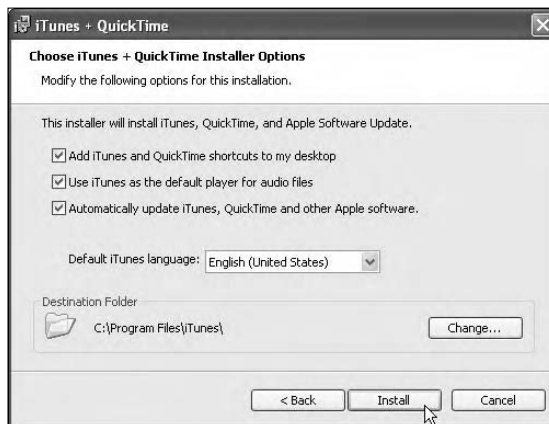 iTunes + QuickTime
Choose iTunes + QuickTime Installer Options
Modify the following options for this installation.
This installer will install iTunes, QuickTime, and Apple Software Update.
Add iTunes and QuickTime shortcuts to my desktop
Use iTunes as the default player for audio files
Automatically update iTunes, QuickTime and other Apple software.
Default iTunes language: English (United States)
Destination Folder
C:\Program Files\iTunes\ Change...
< Back Install Cancel